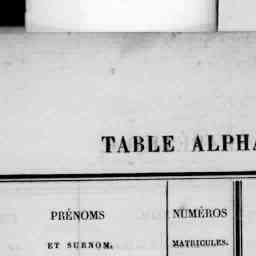 TABLE ALPHA
PRÉNOMS
ET SURNOM.
NUMÉROS
MATRICULES.